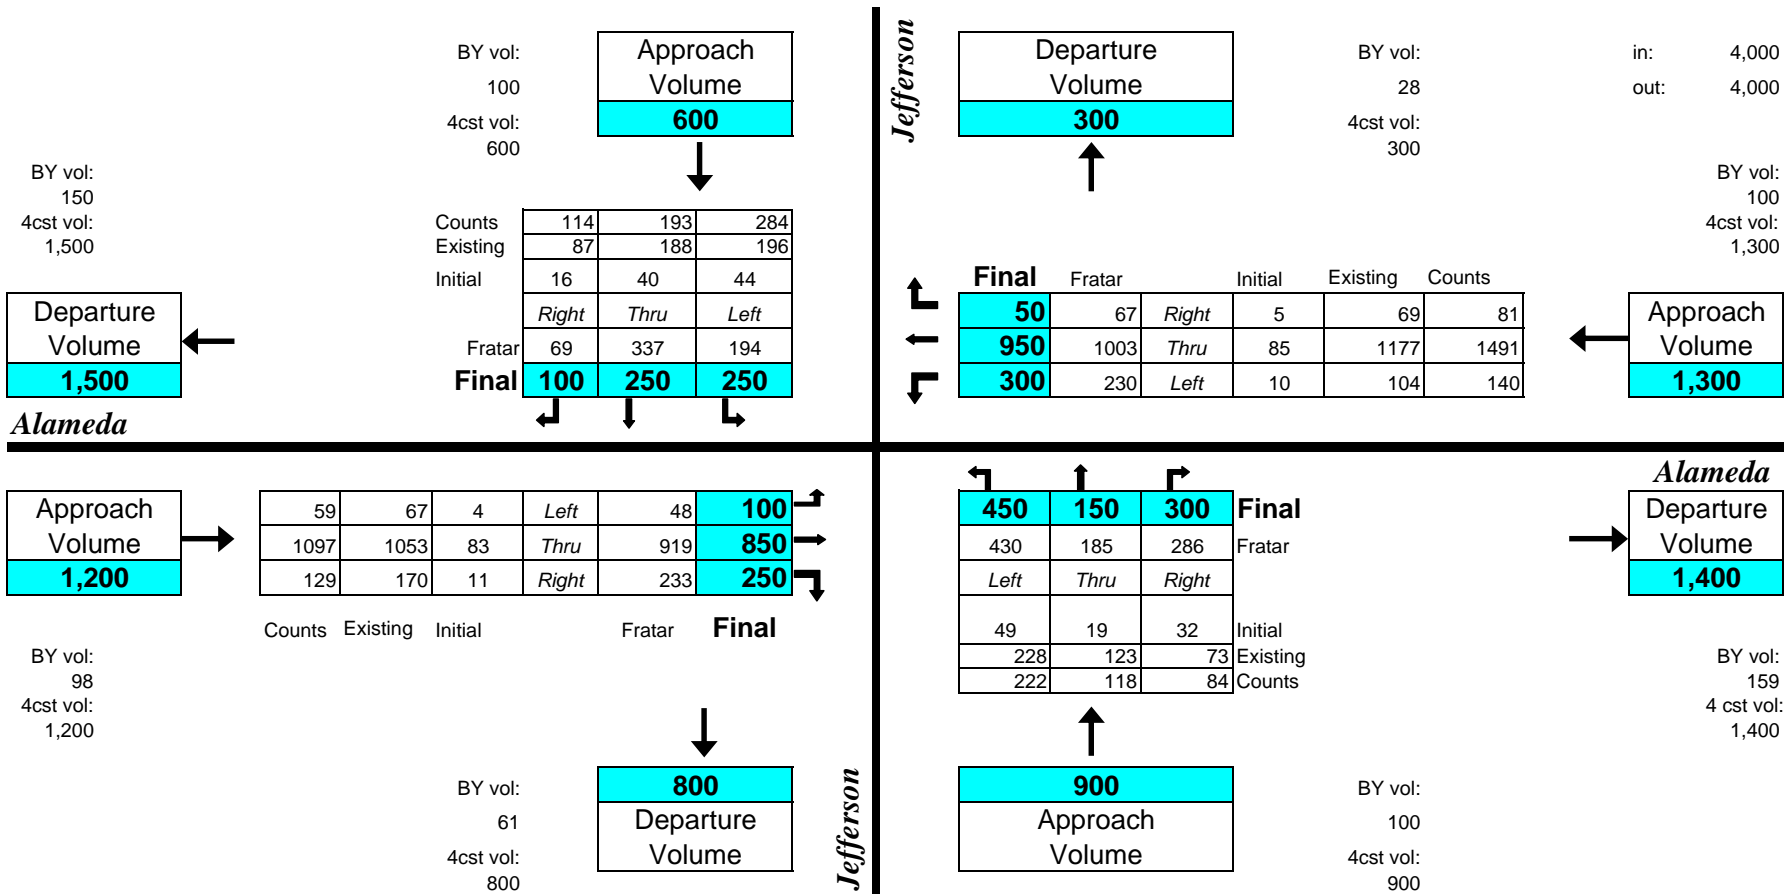 BY vol:
100
4cst vol:
600
Approach
Volume
600
Jefferson
Departure
Volume
300
BY vol:
28
4cst vol:
300
in: 4,000
out: 4,000
BY vol:
150
4cst vol:
1,500
BY vol:
100
4cst vol:
1,300
Counts 114 193 284
Existing 87 188 196
Initial 16 40 44
Right Thru Left
Fratar 69 337 194
Final 100 250 250
Departure
Volume
1,500
Alameda
Final Fratar Initial Existing Counts
50 67 Right 5 69 81
950 1003 Thru 85 1177 1491
300 230 Left 10 104 140
Approach
Volume
1,300
Approach
Volume
1,200
59 67 4 Left 48 100
1097 1053 83 Thru 919 850
129 170 11 Right 233 250
Counts Existing Initial Fratar Final
BY vol:
98
4cst vol:
1,200
450 150 300 Final
430 185 286 Fratar
Left Thru Right
49 19 32 Initial
228 123 73 Existing
222 118 84 Counts
Alameda
Departure
Volume
1,400
BY vol:
159
4 cst vol:
1,400
BY vol:
61
4cst vol:
800
800
Departure
Volume
Jefferson
900
Approach
Volume
BY vol:
100
4cst vol:
900